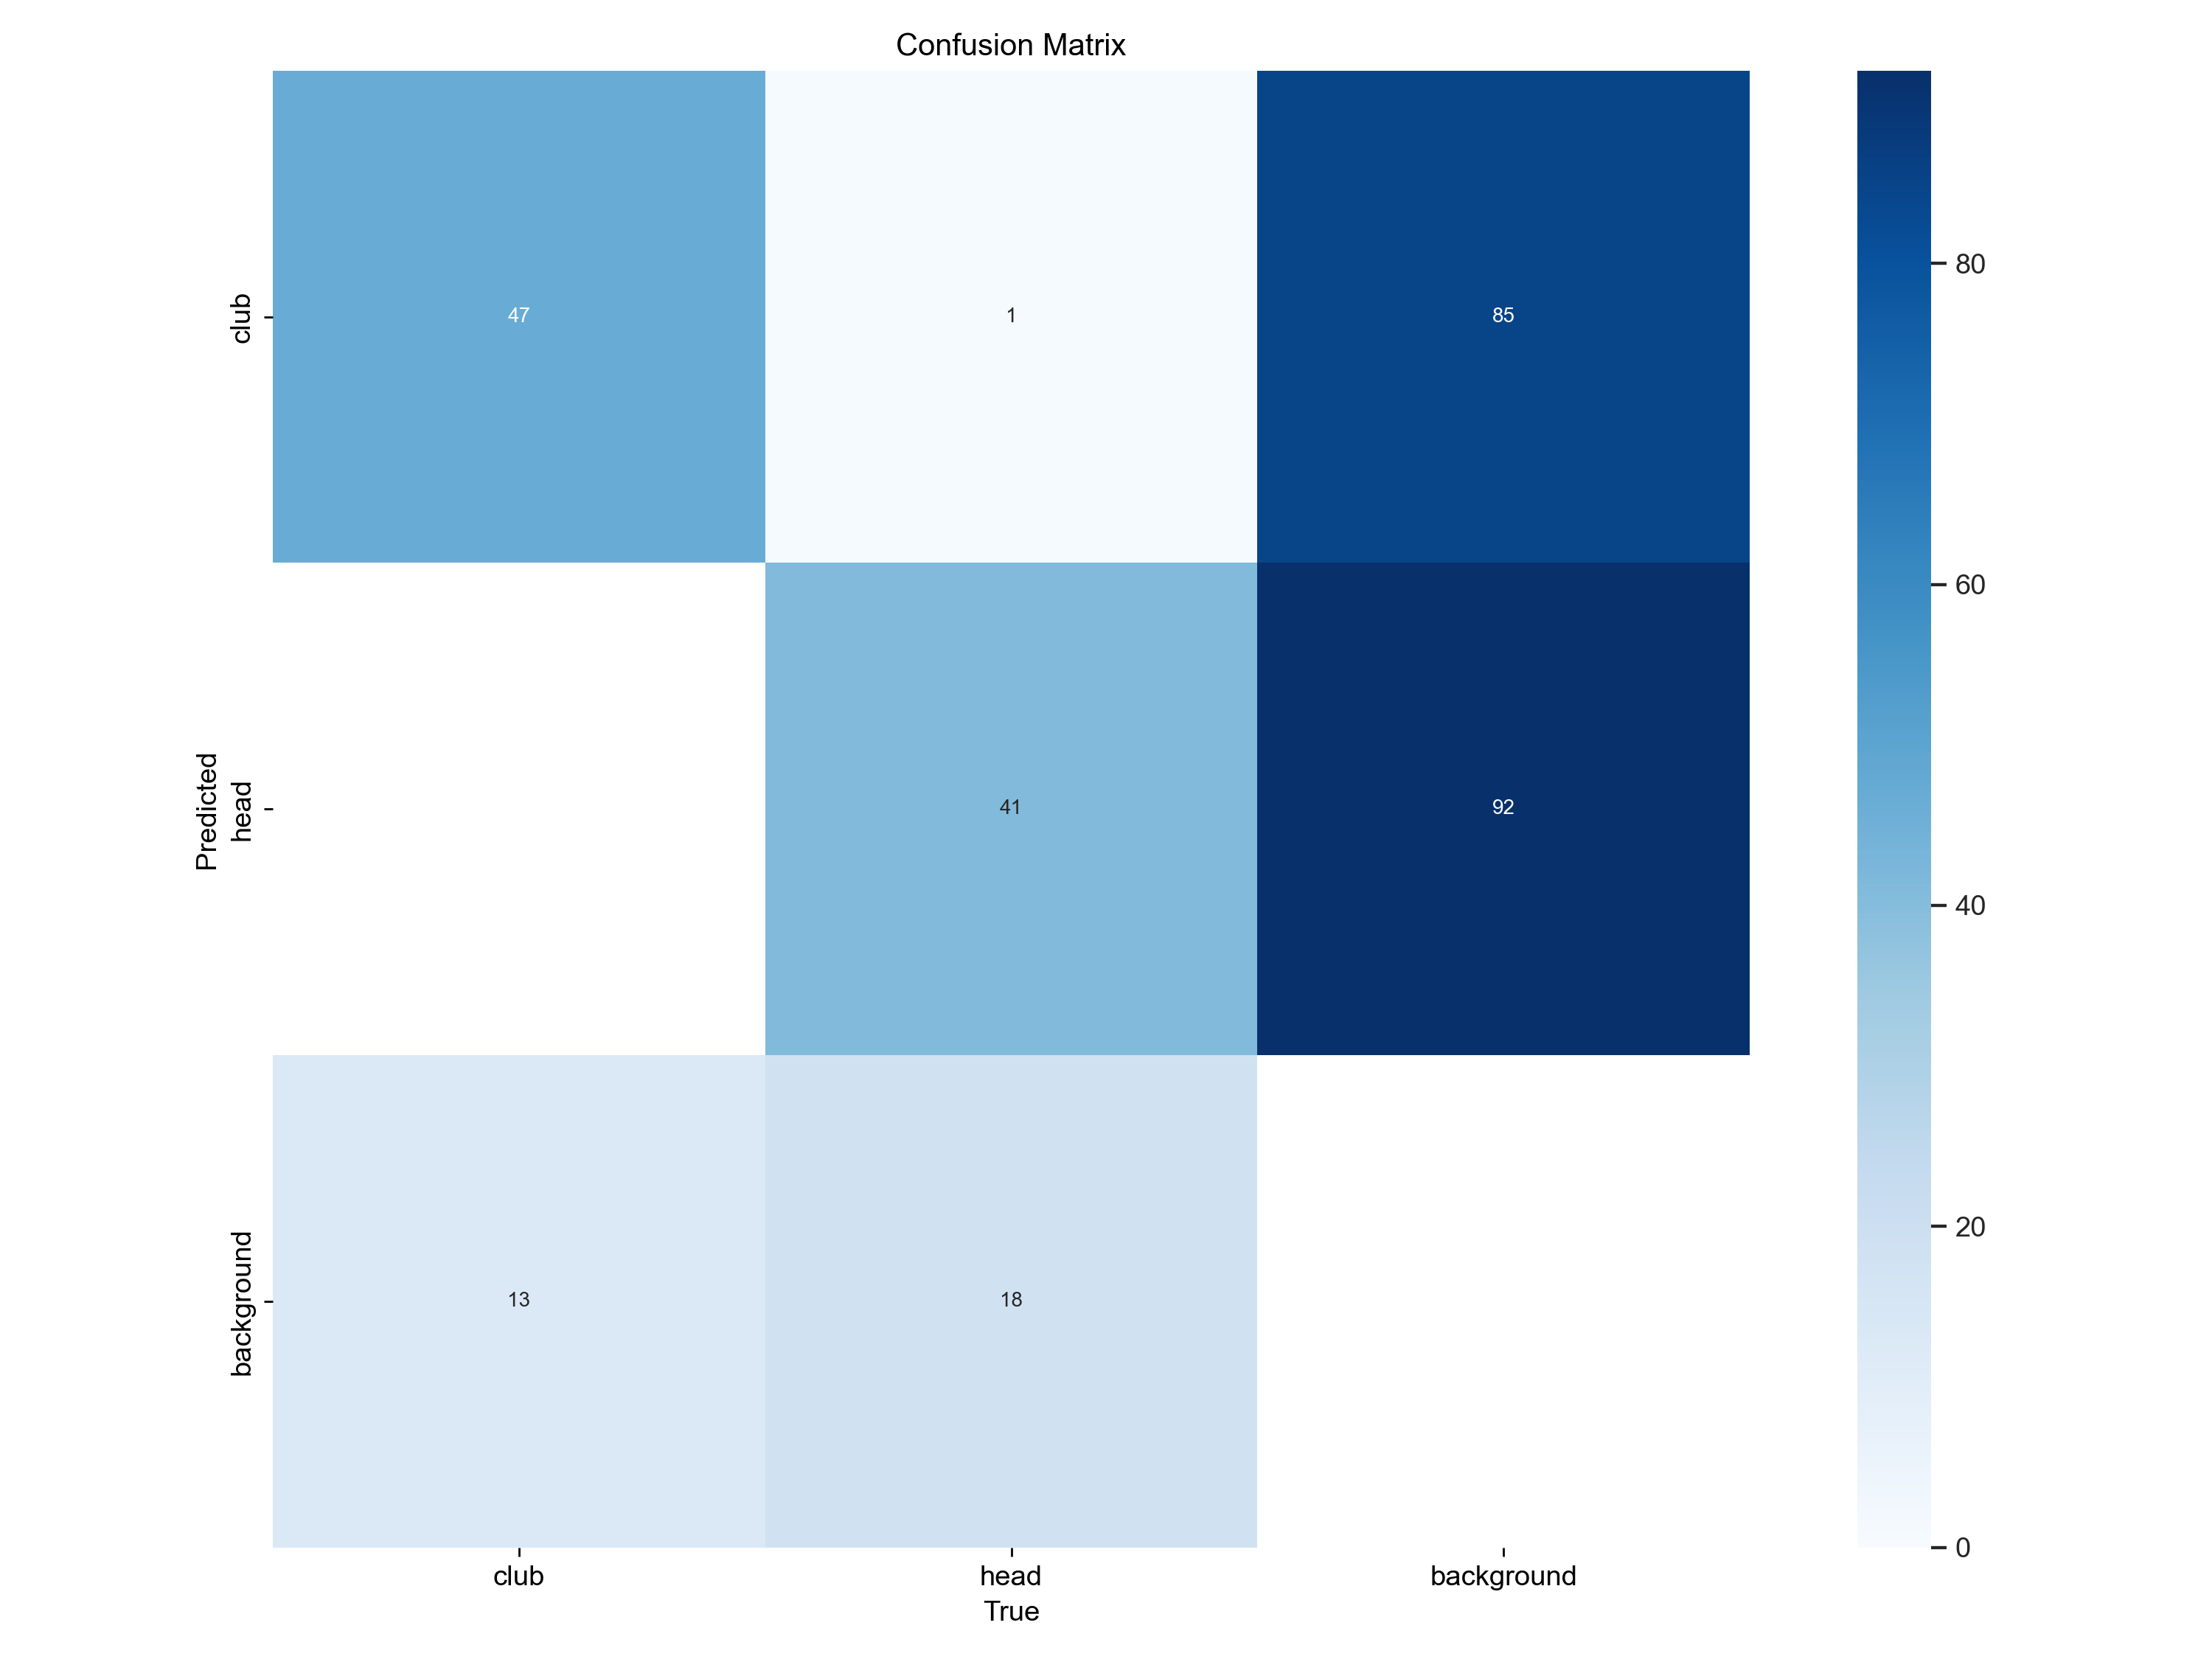 Confusion Matrix
club
47
1
85
80
60
Predicted
head
41
92
40
background
13
18
20
0
club
head
background
True